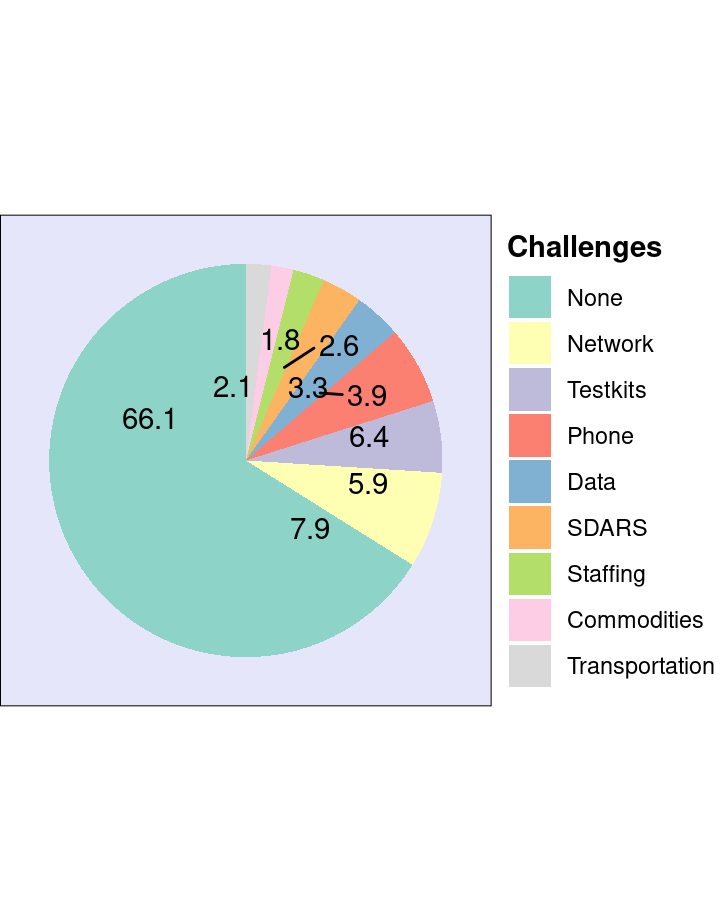 Challenges
None
Network
Testkits
Phone
Data
SDARS
Staffing
Commodities
Transportation
1.8
2.6
2.1
3.3
3.9
66.1
6.4
5.9
7.9